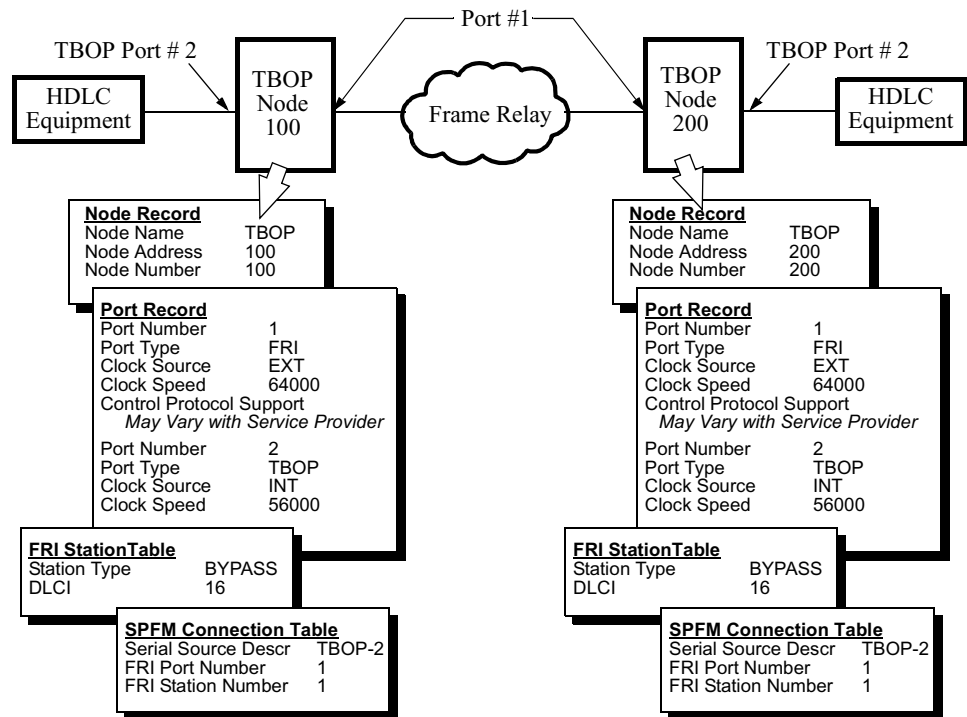 Port #1
TBOP Port # 2
TBOP Port # 2
HDLC
Equipment
TBOP
Node
100
Frame Relay
TBOP
Node
200
HDLC
Equipment
Node Record
Node Name TBOP
Node Address 100
Node Number 100
Port Record
Port Number 1
Port Type FRI
Clock Source EXT
Clock Speed 64000
Control Protocol Support
May Vary with Service Provider
Port Number 2
Port Type TBOP
Clock Source INT
Clock Speed 56000
FRI StationTable
Station Type BYPASS
DLCI 16
SPFM Connection Table
Serial Source Descr TBOP-2
FRI Port Number 1
FRI Station Number 1
Node Record
Node Name TBOP
Node Address 200
Node Number 200
Port Record
Port Number 1
Port Type FRI
Clock Source EXT
Clock Speed 64000
Control Protocol Support
May Vary with Service Provider
Port Number 2
Port Type TBOP
Clock Source INT
Clock Speed 56000
FRI StationTable
Station Type BYPASS
DLCI 16
SPFM Connection Table
Serial Source Descr TBOP-2
FRI Port Number 1
FRI Station Number 1